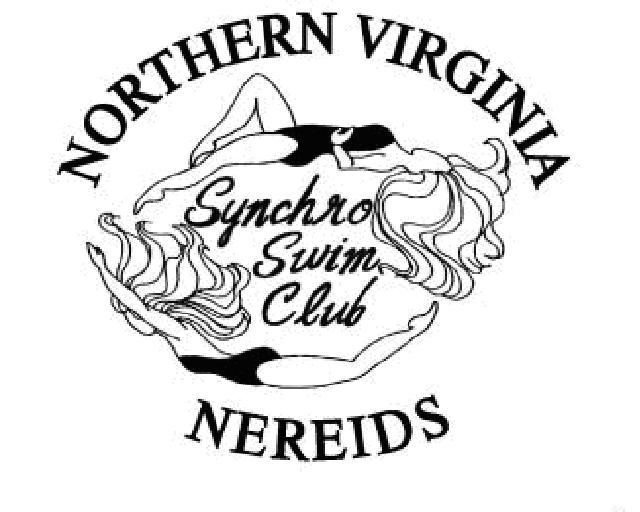 NORTHERN VIRGINIA
Synchro
Swim
Club
NEREIDS